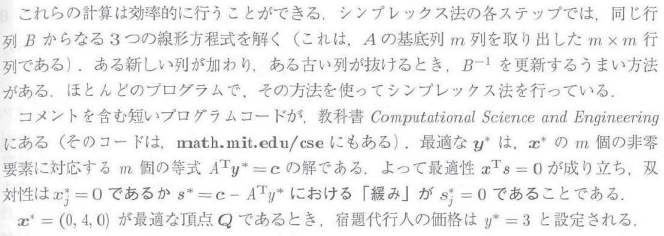 これらの計算は効率的に行うことができる．シンプレックス法の各ステップでは，同じ行
列 B からなる 3 つの線形方程式を解く（これは，A の基底列 m 列を取り出した m×m 行
列である）．ある新しい列が加わり，ある古い列が抜けるとき，B⁻¹ を更新するうまい方法
がある．ほとんどのプログラムで，その方法を使ってシンプレックス法を行っている．
コメントを含む短いプログラムコードが，教科書 Computational Science and Engineering
にある（そのコードは，math.mit.edu/cse にもある）．最適な y* は，x* の m 個の非零
要素に対応する m 個の等式 Aᵀy* = c の解である．よって最適性 xᵀs = 0 が成り立ち，双
対性は xⱼ* = 0 であるか s* = c − Aᵀy* における「緩み」が sⱼ* = 0 であることである．
x* = (0, 4, 0) が最適な頂点 Q であるとき，宿題代行人の価格は y* = 3 と設定される．